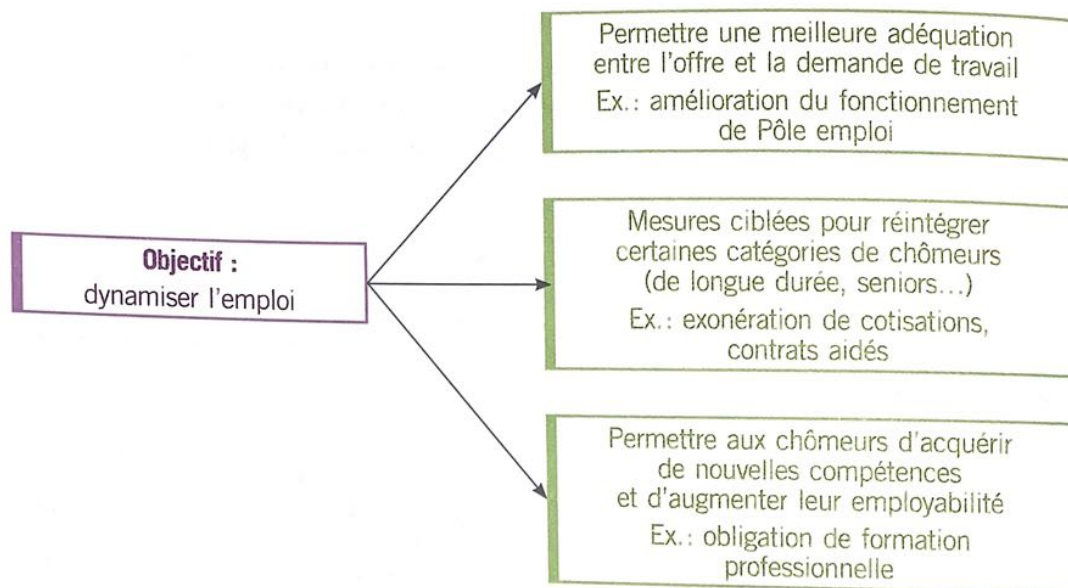 Permettre une meilleure adéquation
entre l'offre et la demande de travail
Ex.: amélioration du fonctionnement
de Pôle emploi
Objectif :
dynamiser l'emploi
Mesures ciblées pour réintégrer
certaines catégories de chômeurs
(de longue durée, seniors...)
Ex.: exonération de cotisations,
contrats aidés
Permettre aux chômeurs d'acquérir
de nouvelles compétences
et d'augmenter leur employabilité
Ex.: obligation de formation
professionnelle